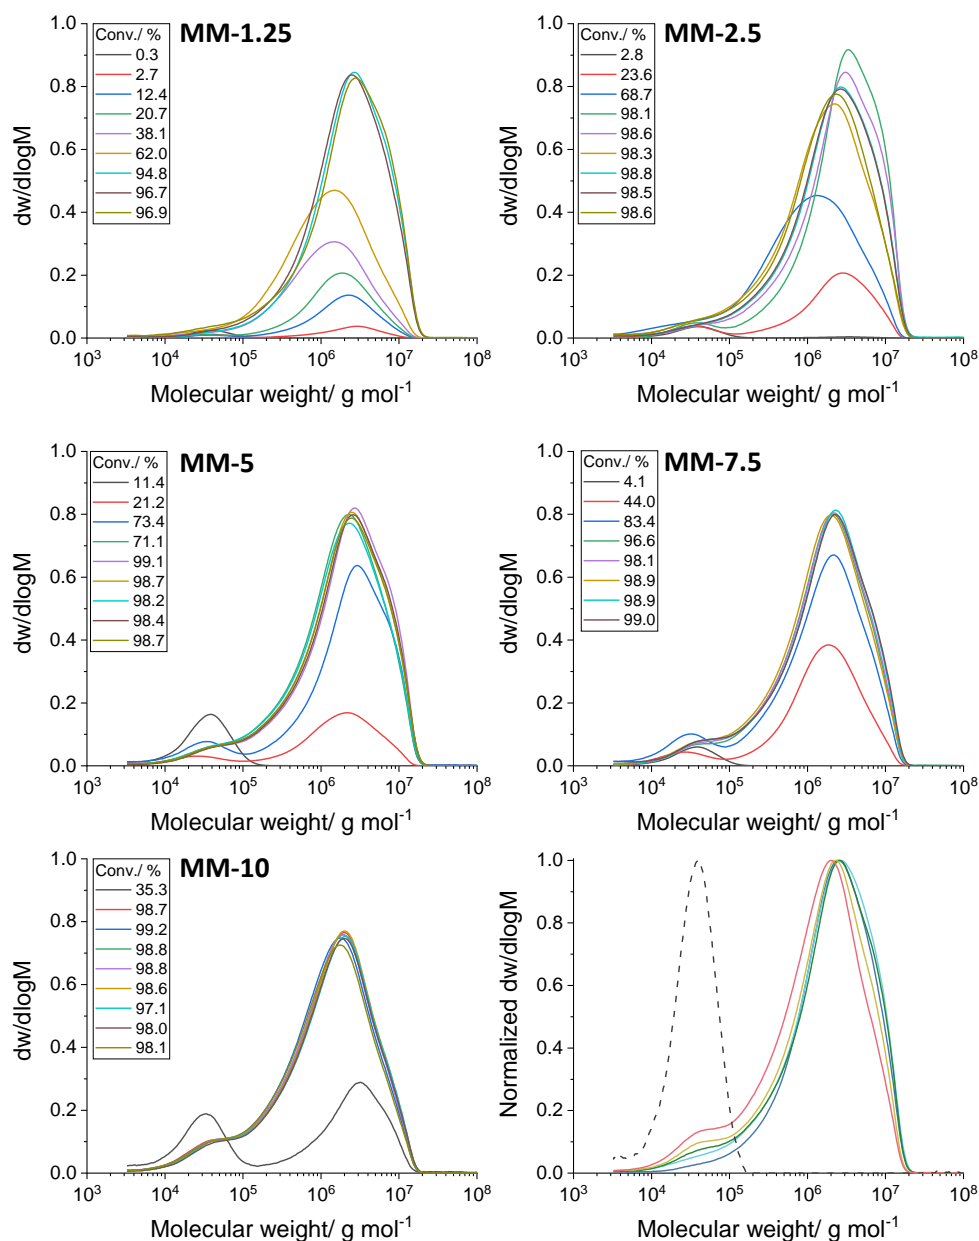 MM-1.25
Conv./ %
0.3
2.7
12.4
20.7
38.1
62.0
94.8
96.7
96.9
1.0
0.8
0.6
0.4
0.2
0.0
dw/dlogM
10³ 10⁴ 10⁵ 10⁶ 10⁷ 10⁸
Molecular weight/ g mol⁻¹
MM-2.5
Conv./ %
2.8
23.6
68.7
98.1
98.6
98.3
98.8
98.5
98.6
1.0
0.8
0.6
0.4
0.2
0.0
dw/dlogM
10³ 10⁴ 10⁵ 10⁶ 10⁷ 10⁸
Molecular weight/ g mol⁻¹
MM-5
Conv./ %
11.4
21.2
73.4
71.1
99.1
98.7
98.2
98.4
98.7
1.0
0.8
0.6
0.4
0.2
0.0
dw/dlogM
10³ 10⁴ 10⁵ 10⁶ 10⁷ 10⁸
Molecular weight/ g mol⁻¹
MM-7.5
Conv./ %
4.1
44.0
83.4
96.6
98.1
98.9
98.9
99.0
1.0
0.8
0.6
0.4
0.2
0.0
dw/dlogM
10³ 10⁴ 10⁵ 10⁶ 10⁷ 10⁸
Molecular weight/ g mol⁻¹
MM-10
Conv./ %
35.3
98.7
99.2
98.8
98.8
98.6
97.1
98.0
98.1
1.0
0.8
0.6
0.4
0.2
0.0
dw/dlogM
10³ 10⁴ 10⁵ 10⁶ 10⁷ 10⁸
Molecular weight/ g mol⁻¹
1.0
0.8
0.6
0.4
0.2
0.0
Normalized dw/dlogM
10³ 10⁴ 10⁵ 10⁶ 10⁷ 10⁸
Molecular weight/ g mol⁻¹